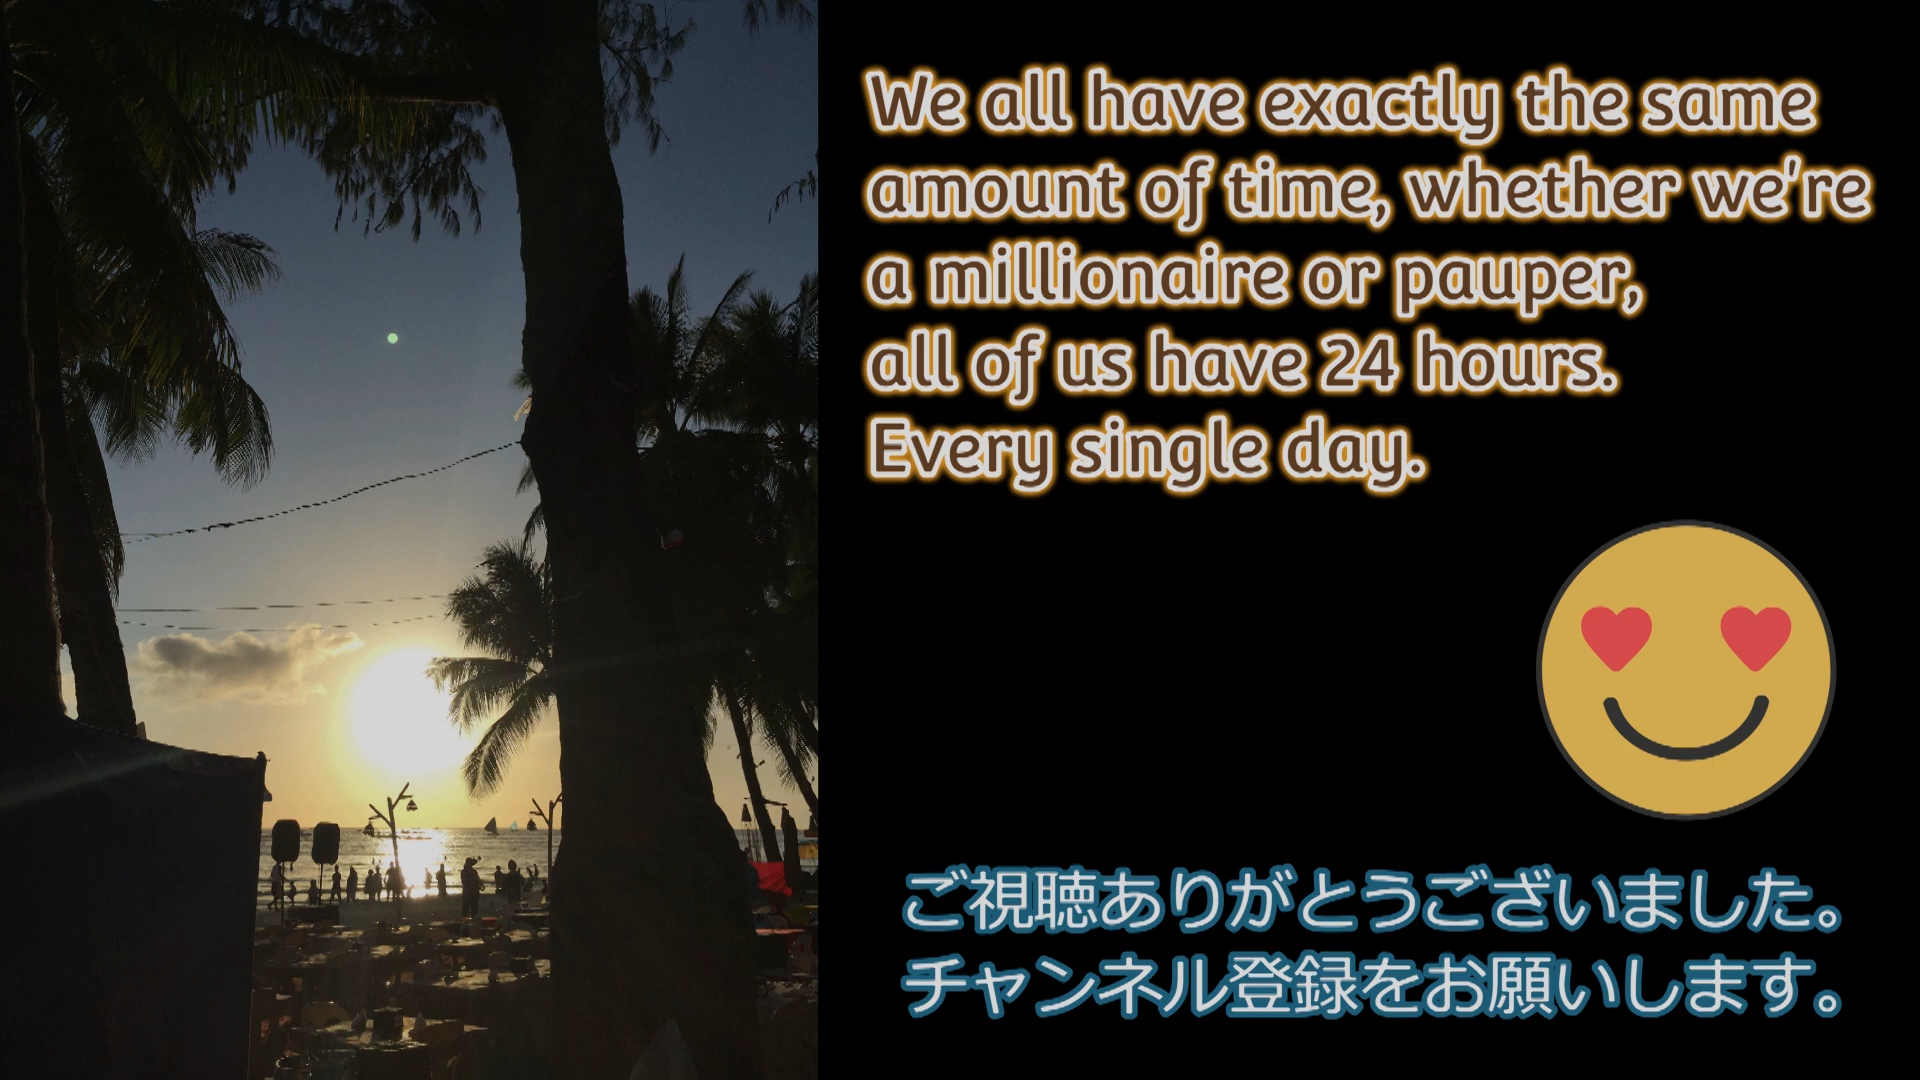 We all have exactly the same
amount of time, whether we're
a millionaire or pauper,
all of us have 24 hours.
Every single day.
ご視聴ありがとうございました。
チャンネル登録をお願いします。